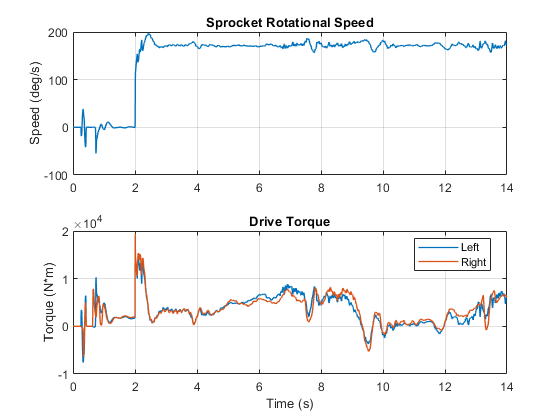 Sprocket Rotational Speed
200
100
0
-100
Speed (deg/s)
0 2 4 6 8 10 12 14
Drive Torque
×10^4
2
1
0
-1
Torque (N*m)
Left
Right
0 2 4 6 8 10 12 14
Time (s)